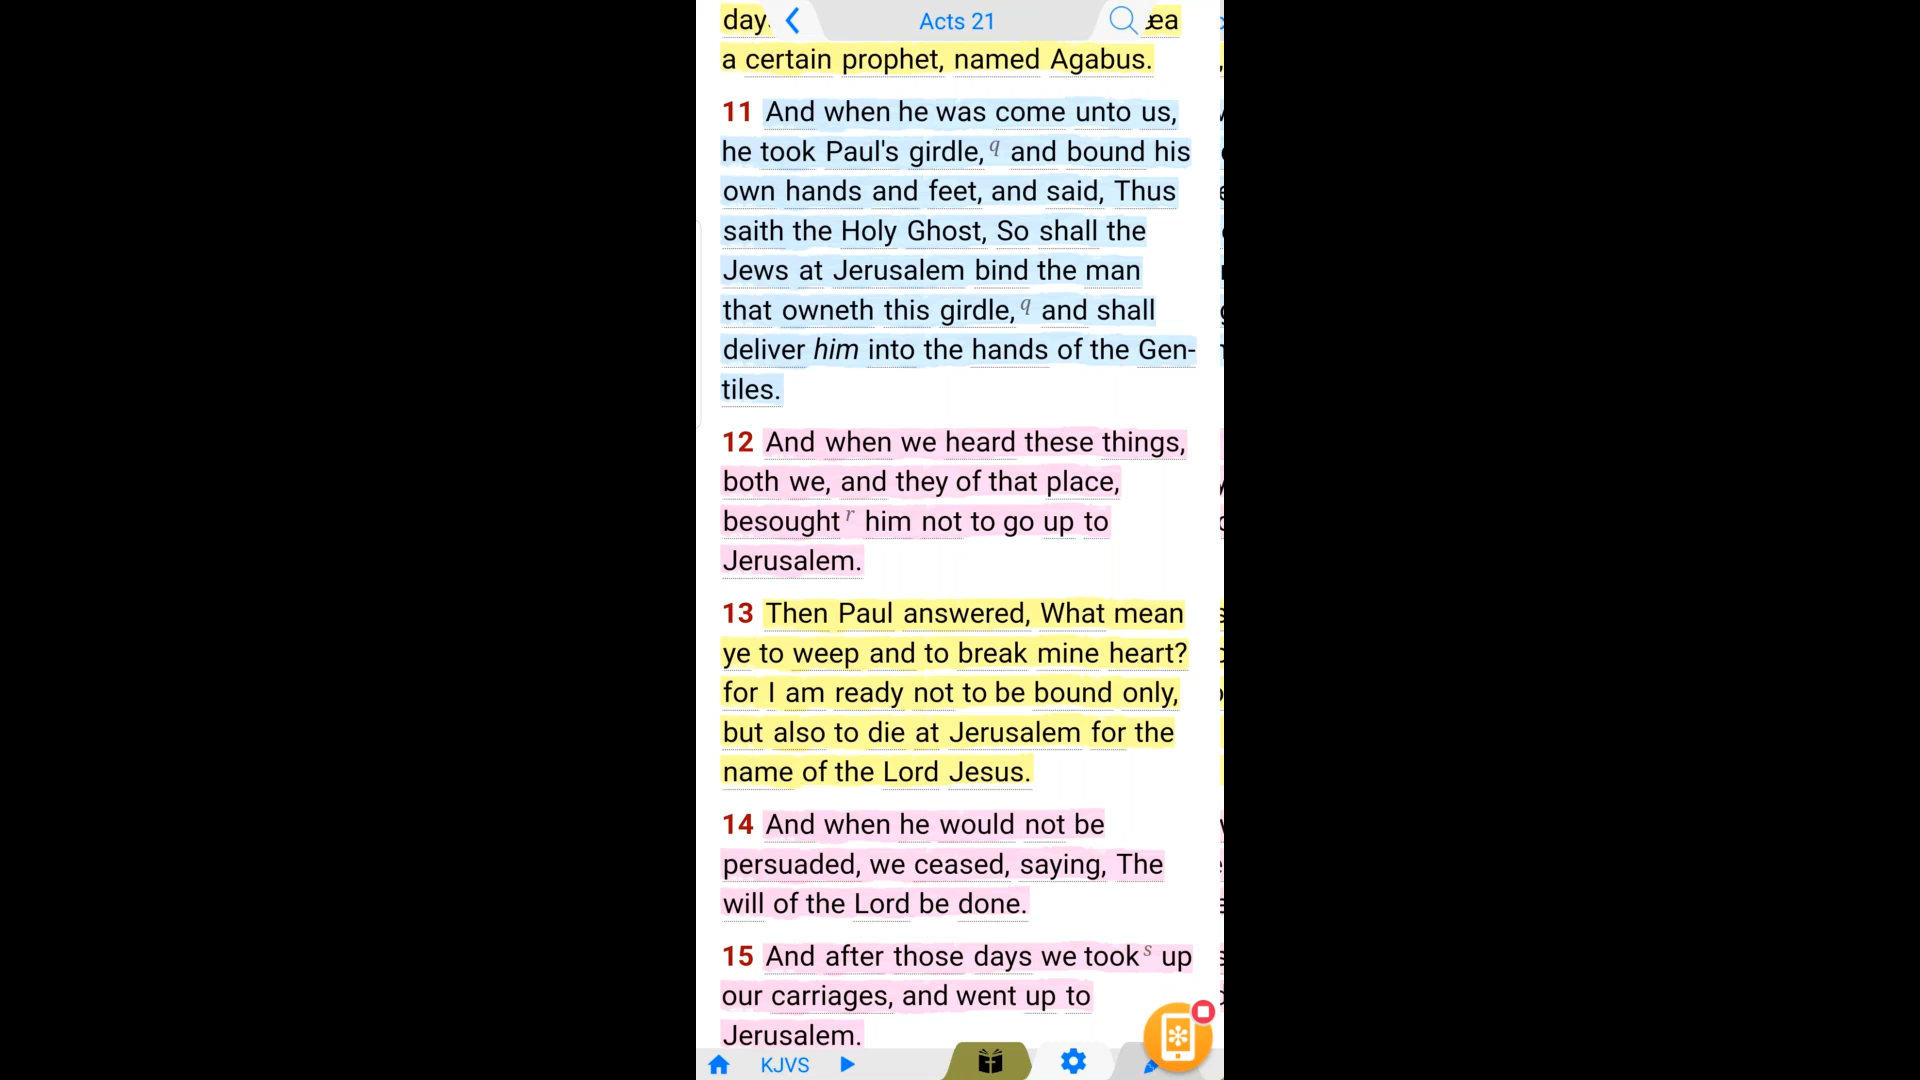 day
Acts 21
ea
a certain prophet, named Agabus.
11 And when he was come unto us,
he took Paul's girdle, q and bound his
own hands and feet, and said, Thus
saith the Holy Ghost, So shall the
Jews at Jerusalem bind the man
that owneth this girdle, q and shall
deliver him into the hands of the Gen-
tiles.
12 And when we heard these things,
both we, and they of that place,
besought r him not to go up to
Jerusalem.
13 Then Paul answered, What mean
ye to weep and to break mine heart?
for I am ready not to be bound only,
but also to die at Jerusalem for the
name of the Lord Jesus.
14 And when he would not be
persuaded, we ceased, saying, The
will of the Lord be done.
15 And after those days we took s up
our carriages, and went up to
Jerusalem.
KJVS